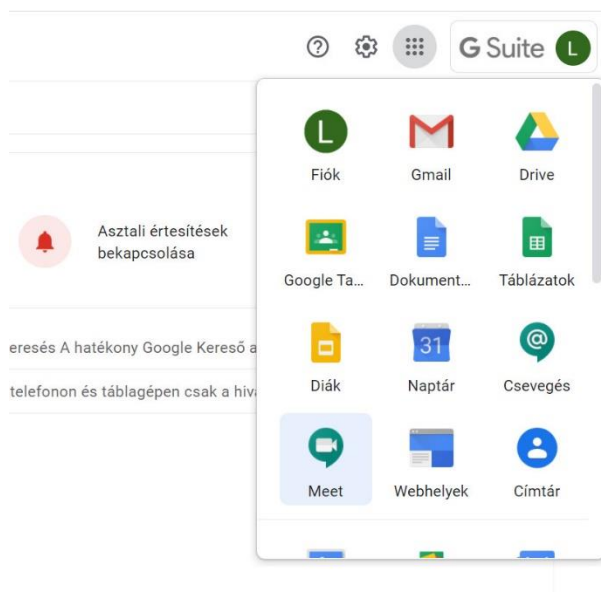 G Suite L
L
Fiók Gmail Drive
Asztali értesítések
bekapcsolása
Google Ta... Dokument... Táblázatok
31
Diák Naptár Csevegés
eresés A hatékony Google Kereső a
telefonon és táblagépen csak a hiva
Meet Webhelyek Címtár